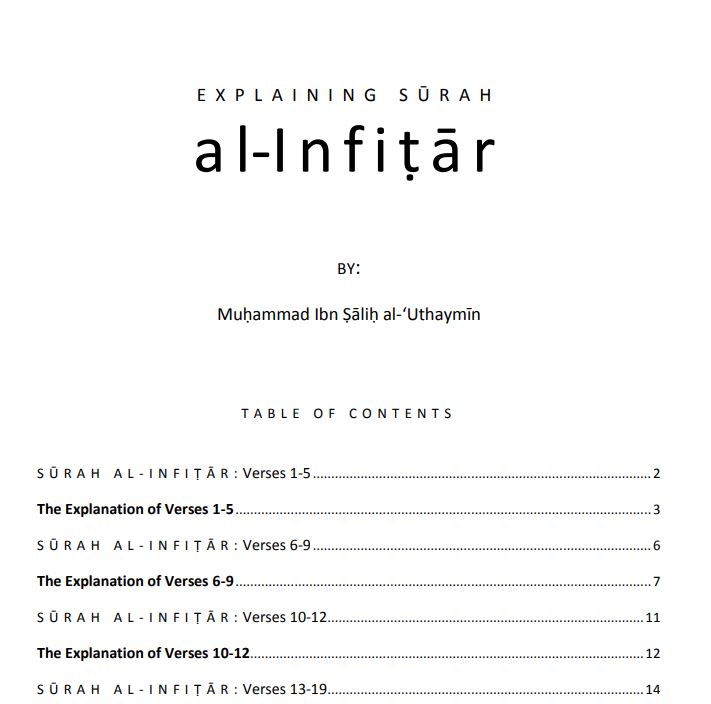 EXPLAINING SŪRAH
al-Infiṭār
BY:
Muḥammad Ibn Ṣāliḥ al-‘Uthaymīn
TABLE OF CONTENTS
SŪRAH AL-INFIṬĀR: Verses 1-5 2
The Explanation of Verses 1-5 3
SŪRAH AL-INFIṬĀR: Verses 6-9 6
The Explanation of Verses 6-9 7
SŪRAH AL-INFIṬĀR: Verses 10-12 11
The Explanation of Verses 10-12 12
SŪRAH AL-INFIṬĀR: Verses 13-19 14